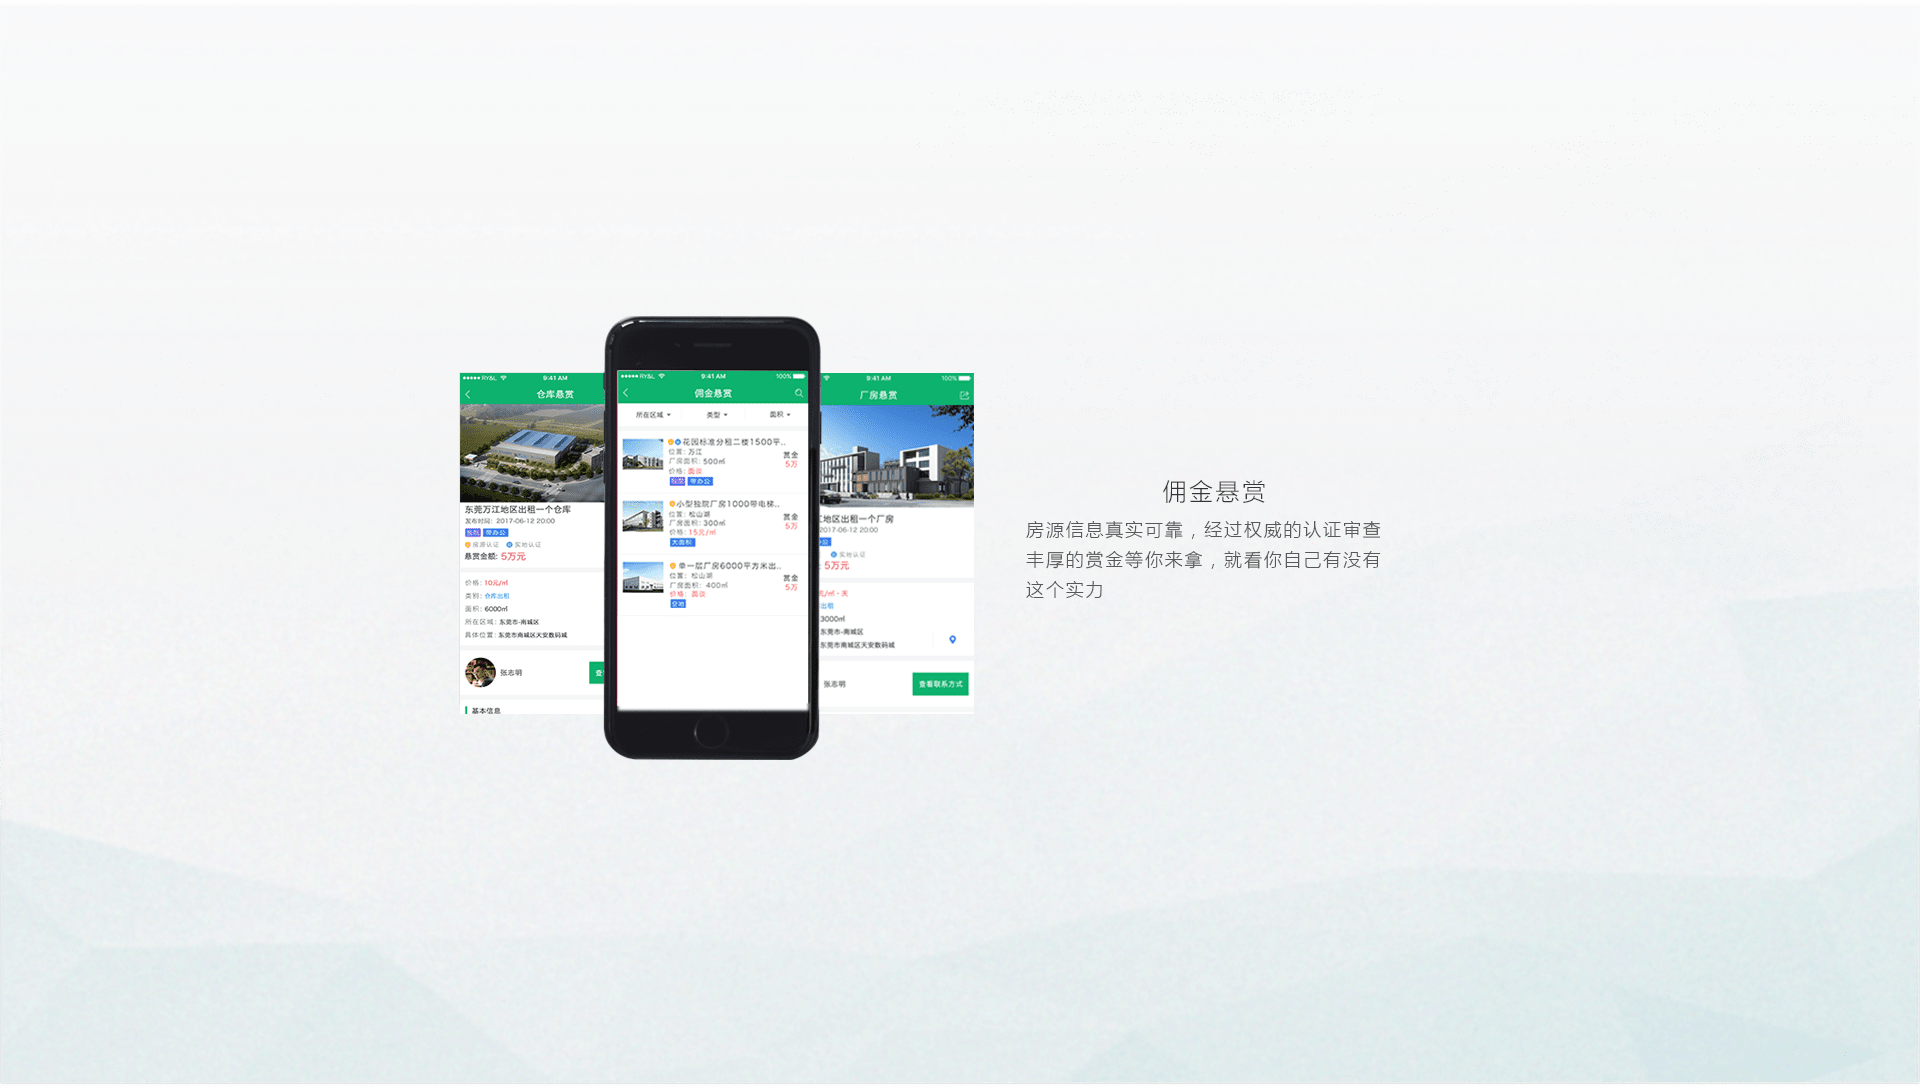 RY&L 9:41 AM
仓库悬赏
东莞万江地区出租一个仓库
发布时间: 2017-06-12 20:00
带办公
房源认证 实地认证
悬赏金额: 5万元
价格: 10元/㎡
类别: 仓库出租
面积: 6000㎡
所在区域: 东莞市-南城区
具体位置: 东莞市南城区天安数码城
张志明
查
基本信息
RY&L 9:41 AM 100%
佣金悬赏
所在区域 类型 面积
花园标准分租二楼1500平..
位置: 万江
厂房面积: 500㎡
价格: 面谈
带办公
赏金
5万
小型独院厂房1000带电梯..
位置: 松山湖
厂房面积: 300㎡
价格: 15元/㎡
大面积
赏金
5万
单一层厂房6000平方米出..
位置: 松山湖
厂房面积: 400㎡
价格: 面谈
空地
赏金
5万
9:41 AM 100%
厂房悬赏
江地区出租一个厂房
2017-06-12 20:00
公
实地认证
: 5万元
元/㎡·天
出租
3000㎡
东莞市-南城区
东莞市南城区天安数码城
张志明
查看联系方式
佣金悬赏
房源信息真实可靠，经过权威的认证审查
丰厚的赏金等你来拿，就看你自己有没有
这个实力